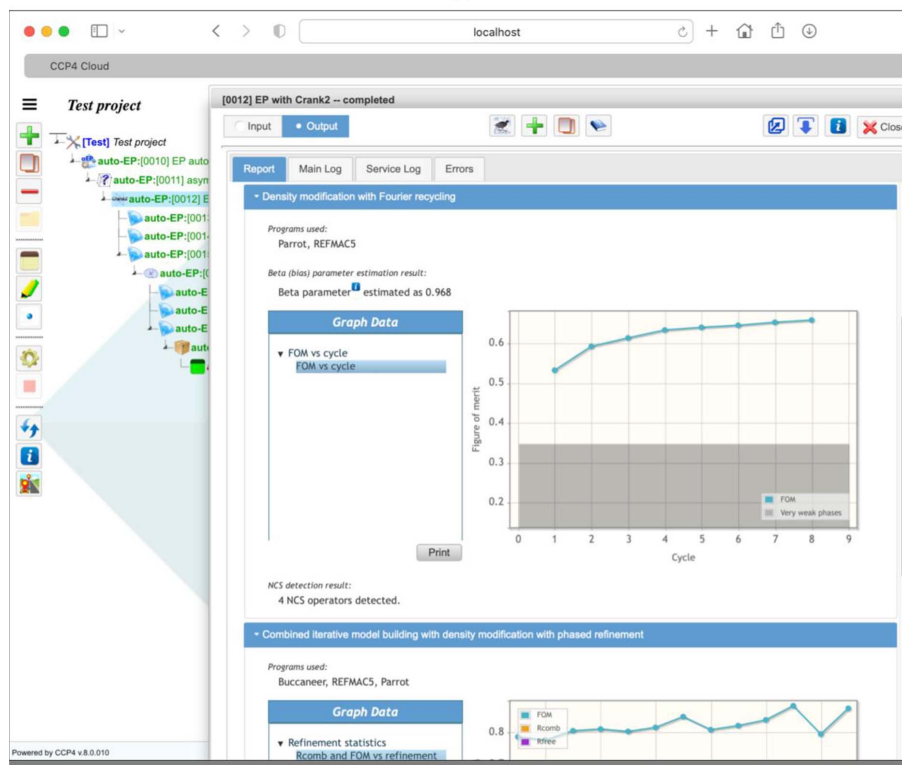 localhost
CCP4 Cloud
Test project
[0012] EP with Crank2 -- completed
Input
Output
Close
[Test] Test project
auto-EP:[0010] EP auto
auto-EP:[0011] asyn
auto-EP:[0012] E
auto-EP:[001
auto-EP:[001
auto-EP:[001
auto-EP:[
auto-E
auto-E
auto-E
auto
Report
Main Log
Service Log
Errors
Density modification with Fourier recycling
Programs used:
Parrot, REFMAC5
Beta (bias) parameter estimation result:
Beta parameter i estimated as 0.968
Graph Data
FOM vs cycle
FOM vs cycle
Print
Figure of merit
0.6
0.5
0.4
0.3
0.2
FOM
Very weak phases
0 1 2 3 4 5 6 7 8 9
Cycle
NCS detection result:
4 NCS operators detected.
Combined iterative model building with density modification with phased refinement
Programs used:
Buccaneer, REFMAC5, Parrot
Graph Data
Refinement statistics
Rcomb and FOM vs refinement
0.8
FOM
Rcomb
Rfree
Powered by CCP4 v.8.0.010